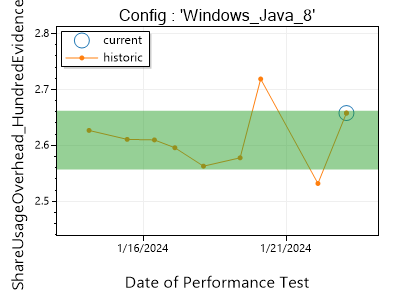 Config : 'Windows_Java_8'
ShareUsageOverhead_HundredEvidence
current
historic
2.8
2.7
2.6
2.5
1/16/2024
1/21/2024
Date of Performance Test